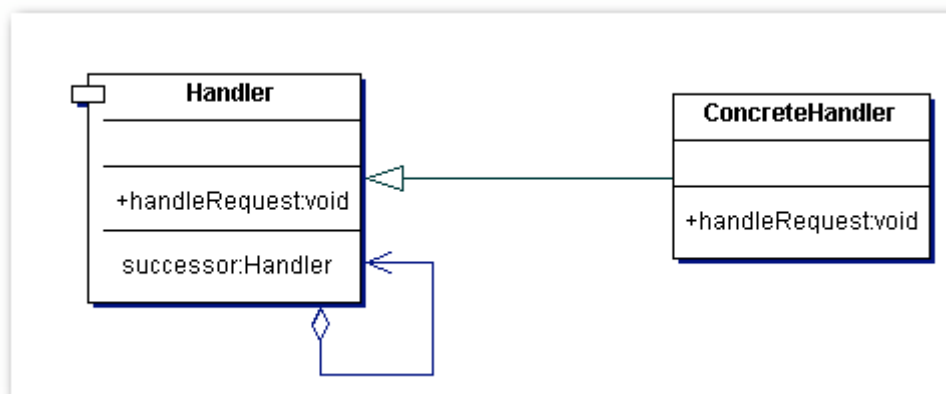 Handler
+handleRequest:void
successor:Handler
ConcreteHandler
+handleRequest:void